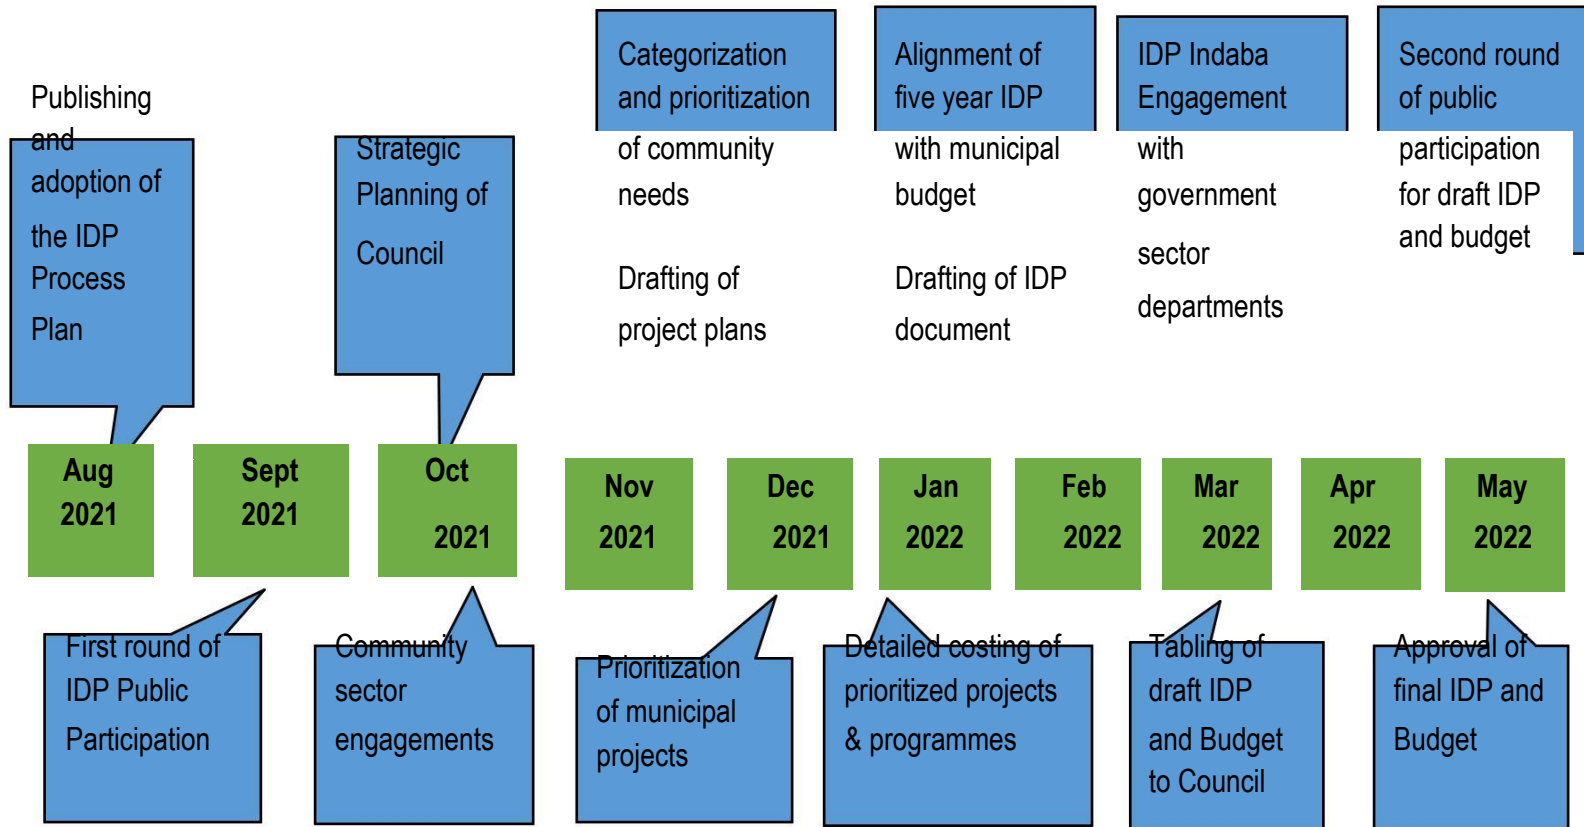 Publishing
and
adoption of
the IDP
Process
Plan
Strategic
Planning of
Council
Categorization
and prioritization
of community
needs
Drafting of
project plans
Alignment of
five year IDP
with municipal
budget
Drafting of IDP
document
IDP Indaba
Engagement
with
government
sector
departments
Second round
of public
participation
for draft IDP
and budget
Aug
2021
Sept
2021
Oct
2021
Nov
2021
Dec
2021
Jan
2022
Feb
2022
Mar
2022
Apr
2022
May
2022
First round of
IDP Public
Participation
Community
sector
engagements
Prioritization
of municipal
projects
Detailed costing of
prioritized projects
& programmes
Tabling of
draft IDP
and Budget
to Council
Approval of
final IDP and
Budget